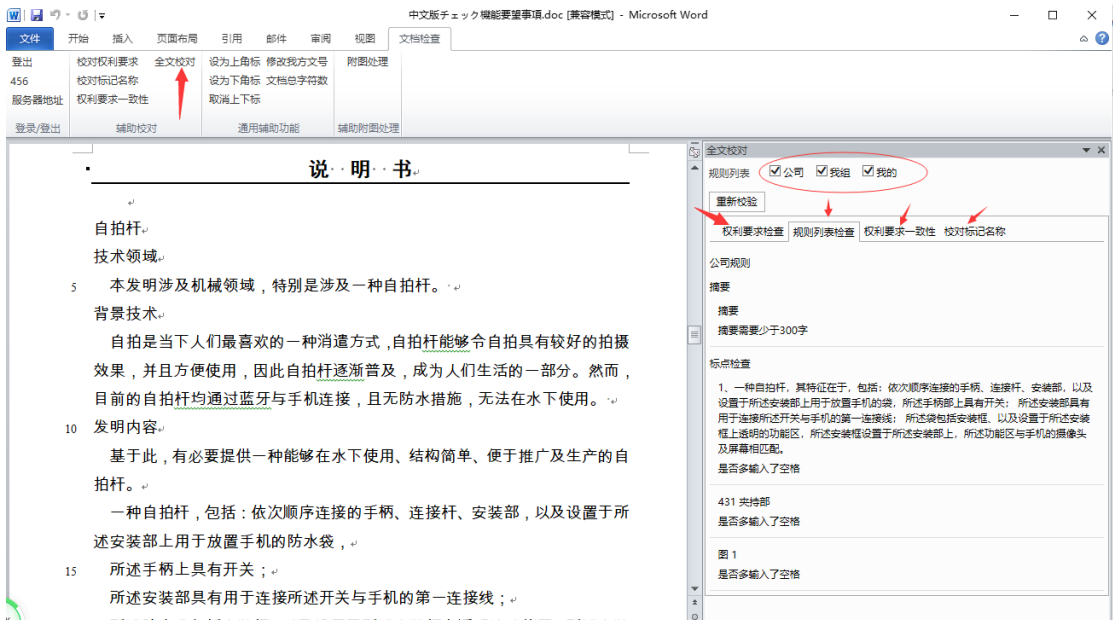 中文版チェック機能要望事項.doc [兼容模式] - Microsoft Word
文件 开始 插入 页面布局 引用 邮件 审阅 视图 文档检查
登出 校对权利要求 全文校对 设为上角标 修改我方文号 附图处理
456 校对标记名称 设为下角标 文档总字符数
服务器地址 权利要求一致性 取消上下标
登录/登出 辅助校对 通用辅助功能 辅助附图处理
说 明 书
自拍杆
技术领域
5 本发明涉及机械领域，特别是涉及一种自拍杆。
背景技术
自拍是当下人们最喜欢的一种消遣方式，自拍杆能够令自拍具有较好的拍摄
效果，并且方便使用，因此自拍杆逐渐普及，成为人们生活的一部分。然而，
目前的自拍杆均通过蓝牙与手机连接，且无防水措施，无法在水下使用。
10 发明内容
基于此，有必要提供一种能够在水下使用、结构简单、便于推广及生产的自
拍杆。
一种自拍杆，包括：依次顺序连接的手柄、连接杆、安装部，以及设置于所
述安装部上用于放置手机的防水袋，
15 所述手柄上具有开关；
所述安装部具有用于连接所述开关与手机的第一连接线；
全文校对
规则列表 公司 我组 我的
重新校验
权利要求检查 规则列表检查 权利要求一致性 校对标记名称
公司规则
摘要
摘要
摘要需要少于300字
标点检查
1、一种自拍杆，其特征在于，包括：依次顺序连接的手柄、连接杆、安装部，以及
设置于所述安装部上用于放置手机的袋，所述手柄部上具有开关； 所述安装部具有
用于连接所述开关与手机的第一连接线； 所述袋包括安装框、以及设置于所述安装
框上透明的功能区，所述安装框设置于所述安装部上，所述功能区与手机的摄像头
及屏幕相匹配。
是否多输入了空格
431 夹持部
是否多输入了空格
图 1
是否多输入了空格